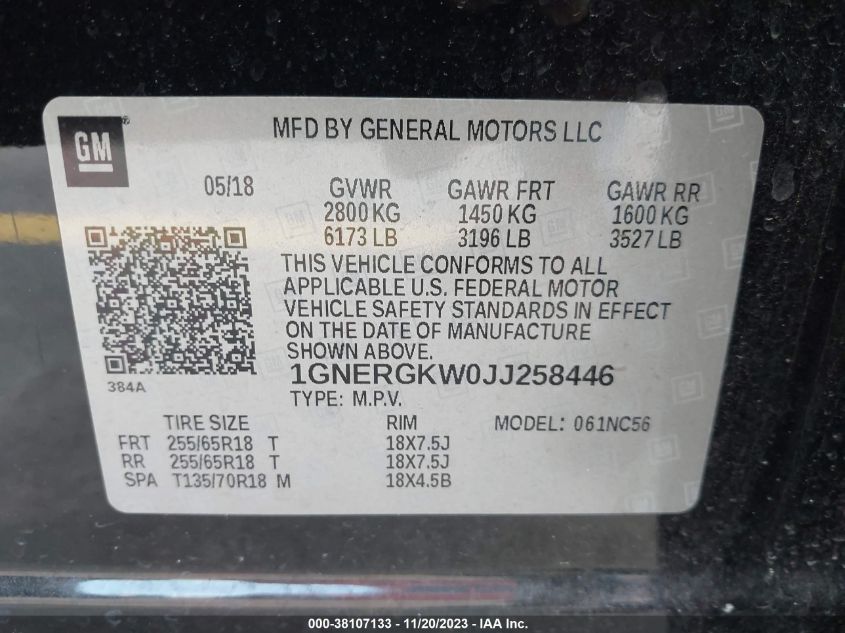 GM
MFD BY GENERAL MOTORS LLC
05/18 GVWR GAWR FRT GAWR RR
2800 KG 1450 KG 1600 KG
6173 LB 3196 LB 3527 LB
THIS VEHICLE CONFORMS TO ALL
APPLICABLE U.S. FEDERAL MOTOR
VEHICLE SAFETY STANDARDS IN EFFECT
ON THE DATE OF MANUFACTURE
SHOWN ABOVE.
384A
1GNERGKW0JJ258446
TYPE: M.P.V.
TIRE SIZE RIM MODEL: 061NC56
FRT 255/65R18 T 18X7.5J
RR 255/65R18 T 18X7.5J
SPA T135/70R18 M 18X4.5B
000-38107133 - 11/20/2023 - PROPERTY OF IAA, INC.